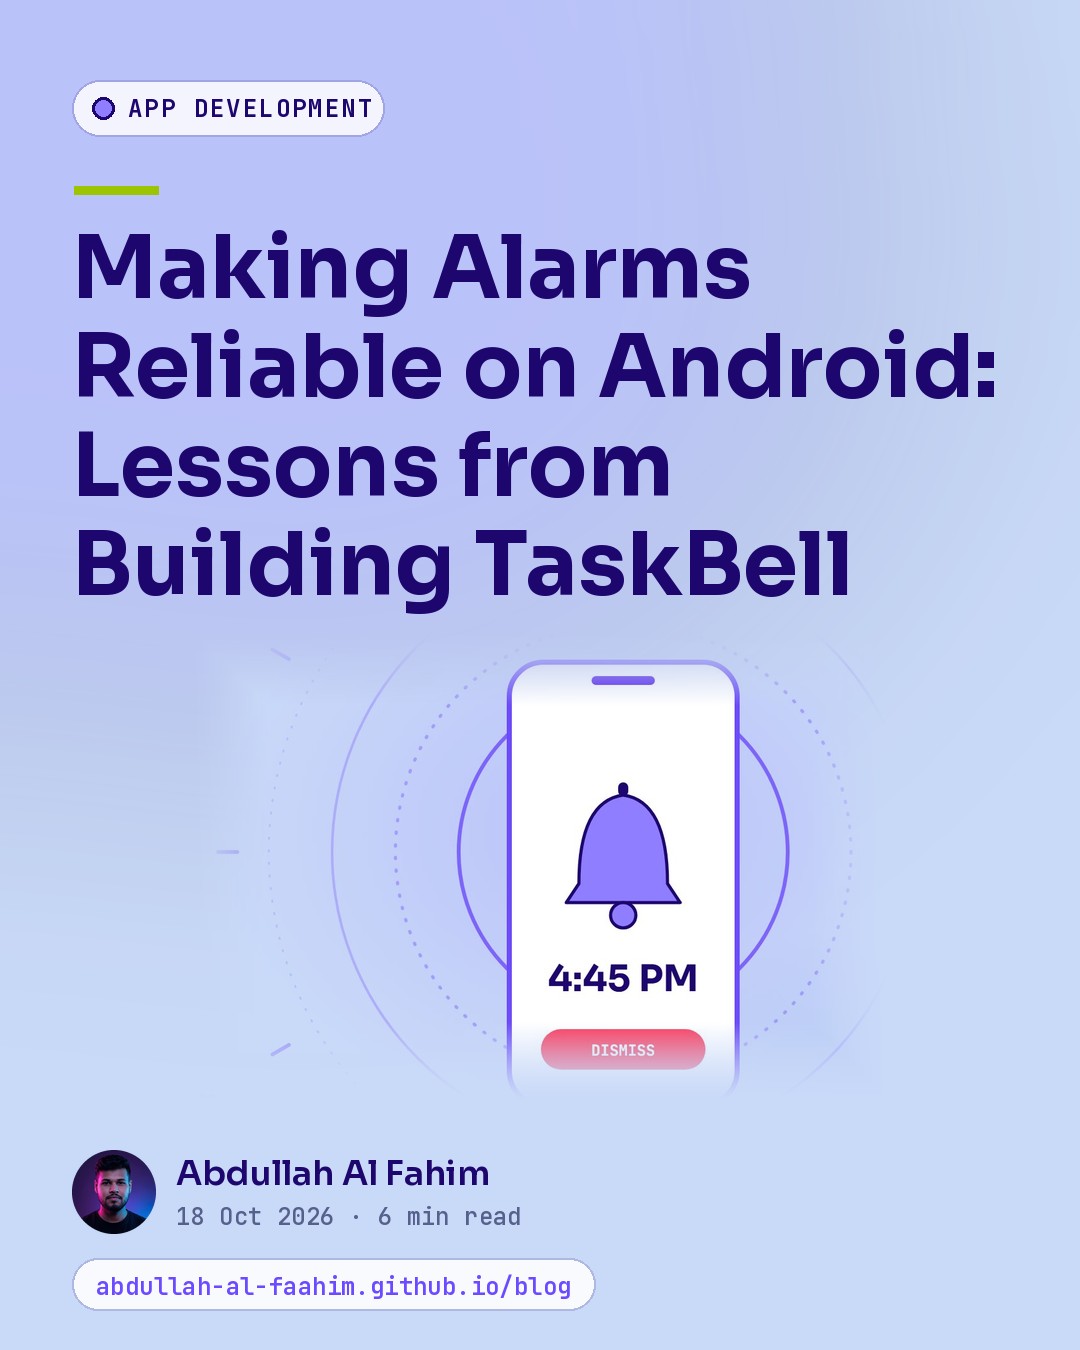 APP DEVELOPMENT
Making Alarms
Reliable on Android:
Lessons from
Building TaskBell
4:45 PM
DISMISS
Abdullah Al Fahim
18 Oct 2026 · 6 min read
abdullah-al-faahim.github.io/blog